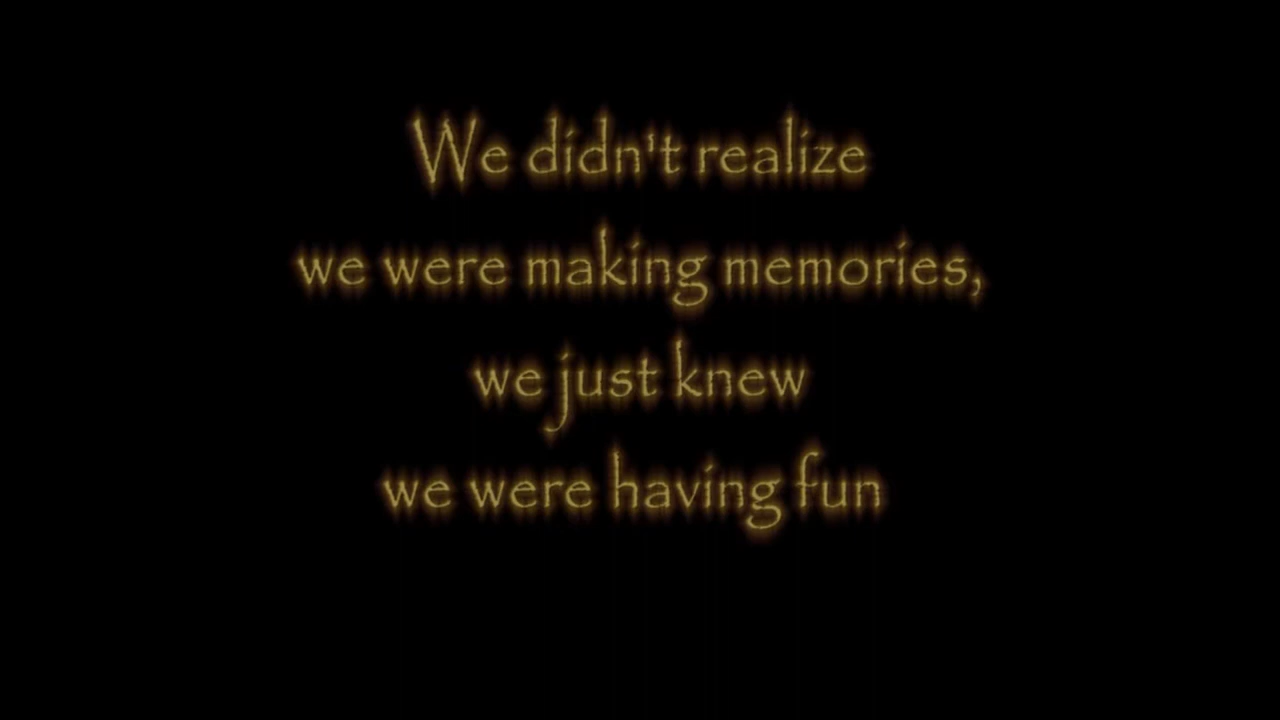 We didn't realize
we were making memories,
we just knew
we were having fun